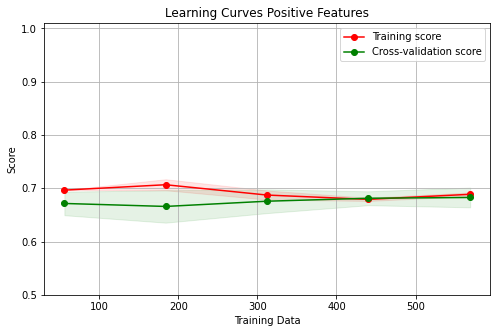 Learning Curves Positive Features
Training score
Cross-validation score
1.0
0.9
0.8
0.7
0.6
0.5
Score
100
200
300
400
500
Training Data